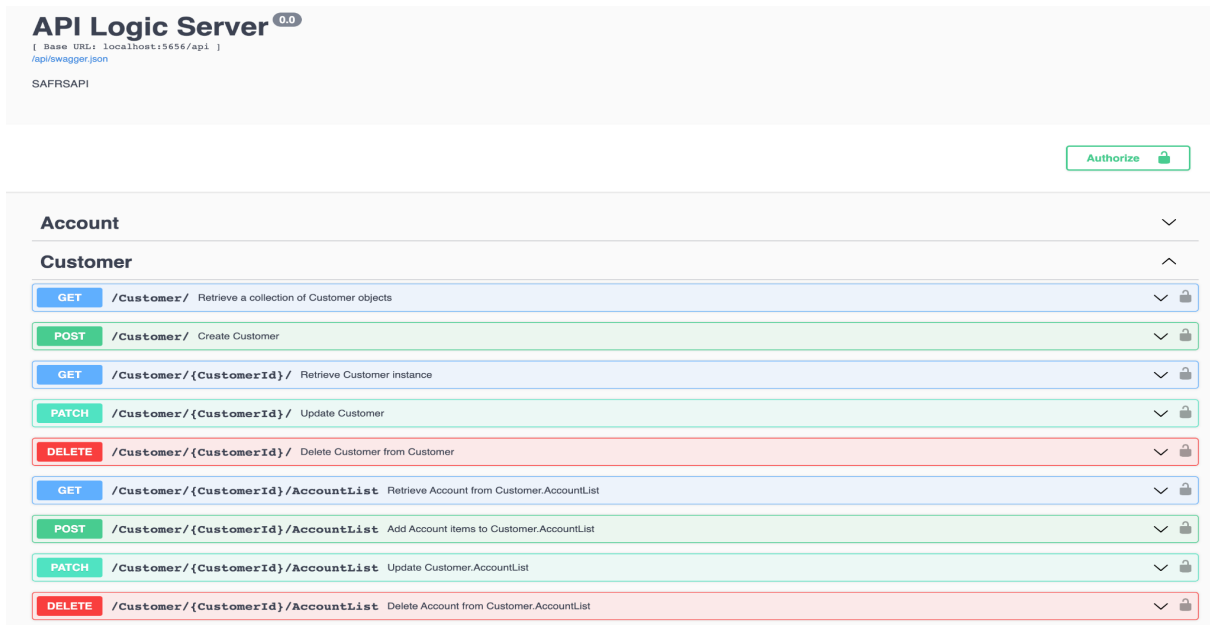 API Logic Server 0.0
[ Base URL: localhost:5656/api ]
/api/swagger.json
SAFRSAPI
Authorize
Account
Customer
GET /Customer/ Retrieve a collection of Customer objects
POST /Customer/ Create Customer
GET /Customer/{CustomerId}/ Retrieve Customer instance
PATCH /Customer/{CustomerId}/ Update Customer
DELETE /Customer/{CustomerId}/ Delete Customer from Customer
GET /Customer/{CustomerId}/AccountList Retrieve Account from Customer.AccountList
POST /Customer/{CustomerId}/AccountList Add Account items to Customer.AccountList
PATCH /Customer/{CustomerId}/AccountList Update Customer.AccountList
DELETE /Customer/{CustomerId}/AccountList Delete Account from Customer.AccountList